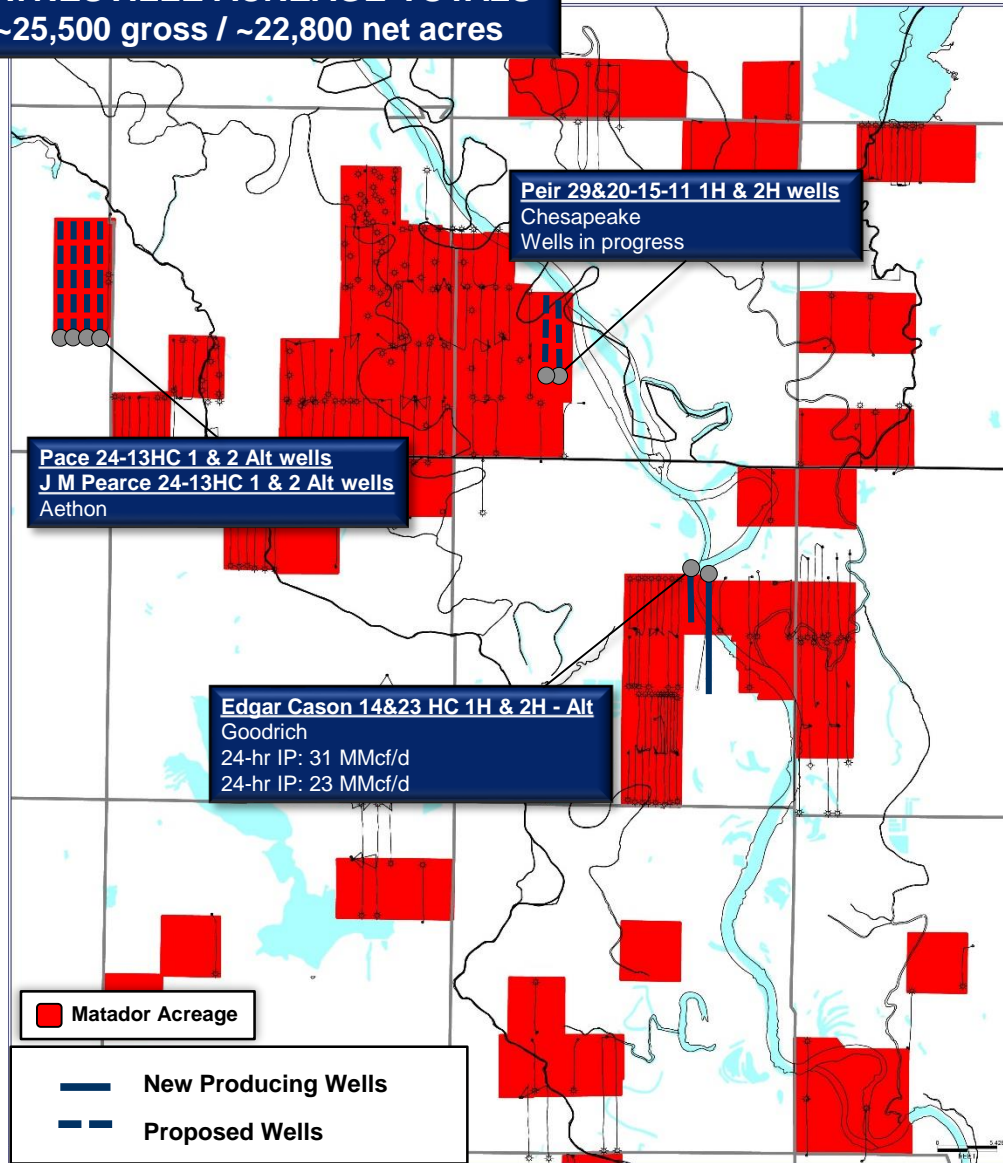 ACREAGE TOTALS
~25,500 gross / ~22,800 net acres
Peir 29&20-15-11 1H & 2H wells
Chesapeake
Wells in progress
Pace 24-13HC 1 & 2 Alt wells
J M Pearce 24-13HC 1 & 2 Alt wells
Aethon
Edgar Cason 14&23 HC 1H & 2H - Alt
Goodrich
24-hr IP: 31 MMcf/d
24-hr IP: 23 MMcf/d
Matador Acreage
New Producing Wells
Proposed Wells
0